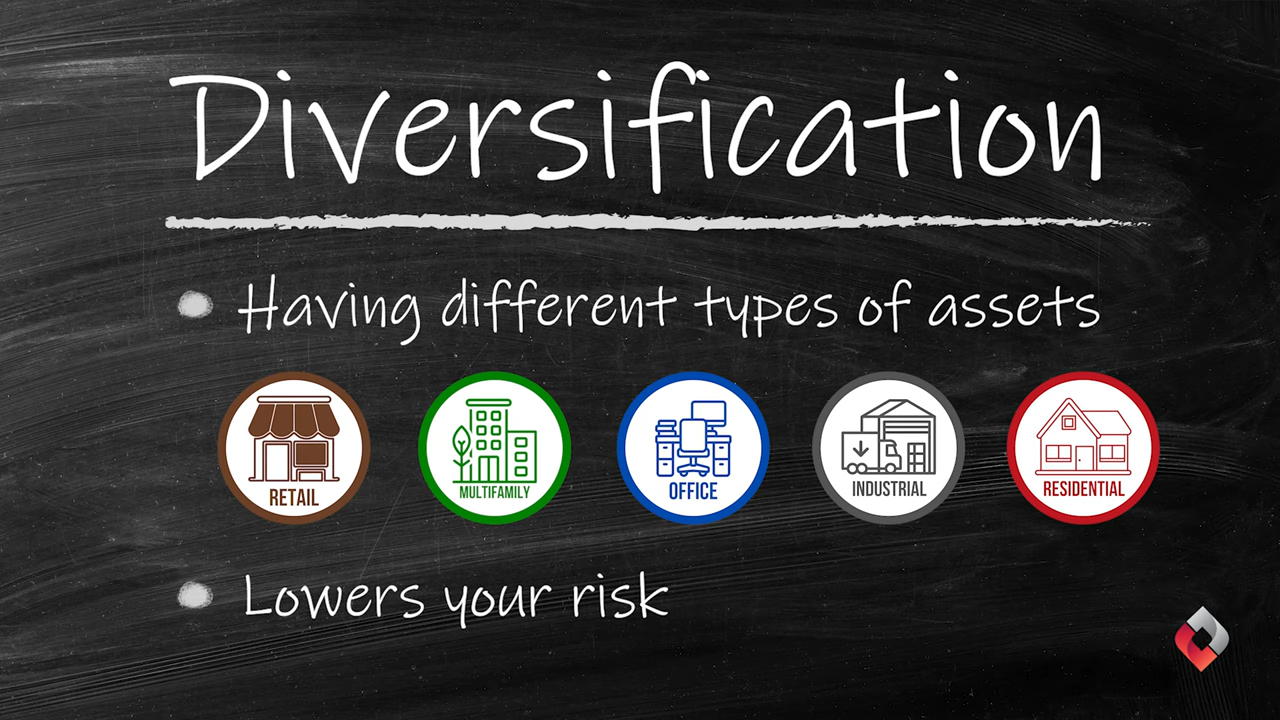 Diversification
Having different types of assets
RETAIL
MULTIFAMILY
OFFICE
INDUSTRIAL
RESIDENTIAL
Lowers your risk